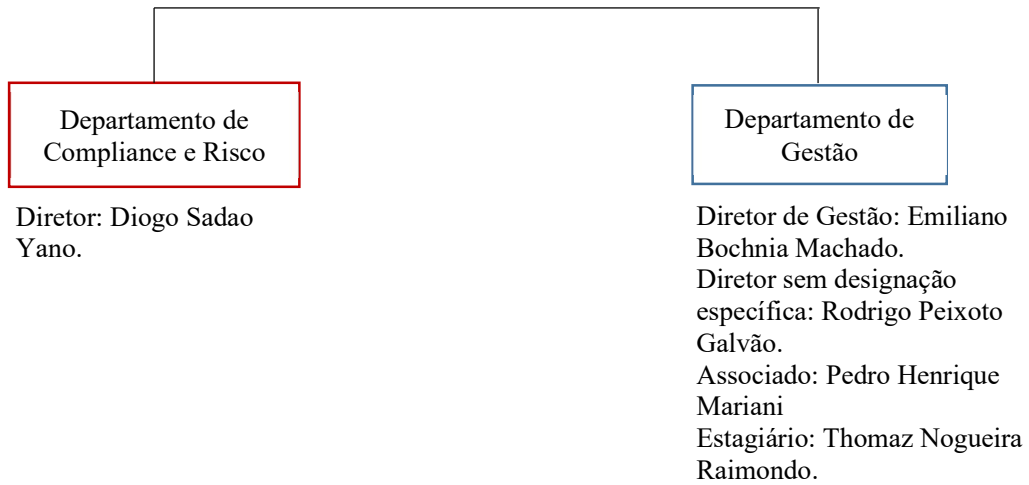 Departamento de
Compliance e Risco
Diretor: Diogo Sadao
Yano.
Departamento de
Gestão
Diretor de Gestão: Emiliano
Bochnia Machado.
Diretor sem designação
específica: Rodrigo Peixoto
Galvão.
Associado: Pedro Henrique
Mariani
Estagiário: Thomaz Nogueira
Raimondo.